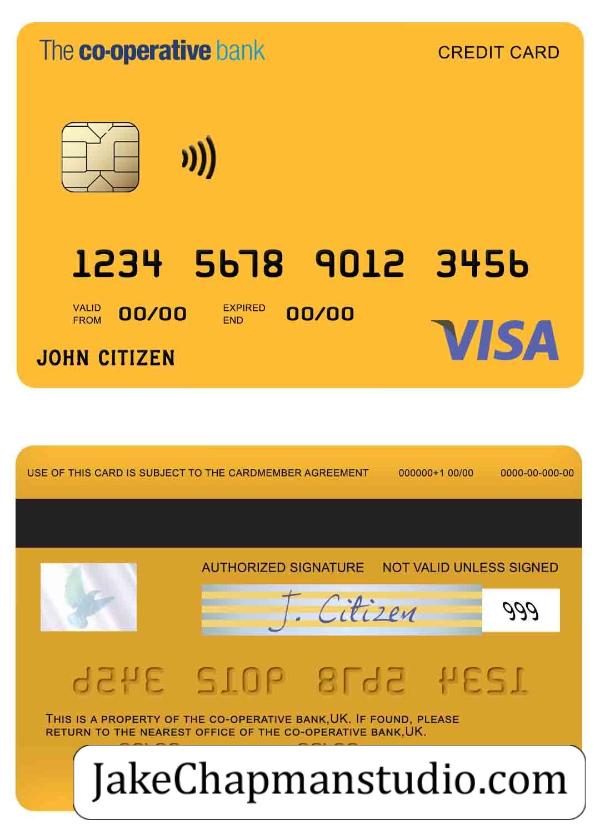 The co-operative bank
CREDIT CARD
1234 5678 9012 3456
VALID FROM 00/00 EXPIRED END 00/00
VISA
JOHN CITIZEN
USE OF THIS CARD IS SUBJECT TO THE CARDMEMBER AGREEMENT 000000+1 00/00 0000-00-000-00
AUTHORIZED SIGNATURE NOT VALID UNLESS SIGNED
J. Citizen 999
THIS IS A PROPERTY OF THE CO-OPERATIVE BANK,UK. IF FOUND, PLEASE
RETURN TO THE NEAREST OFFICE OF THE CO-OPERATIVE BANK,UK.
JakeChapmanstudio.com